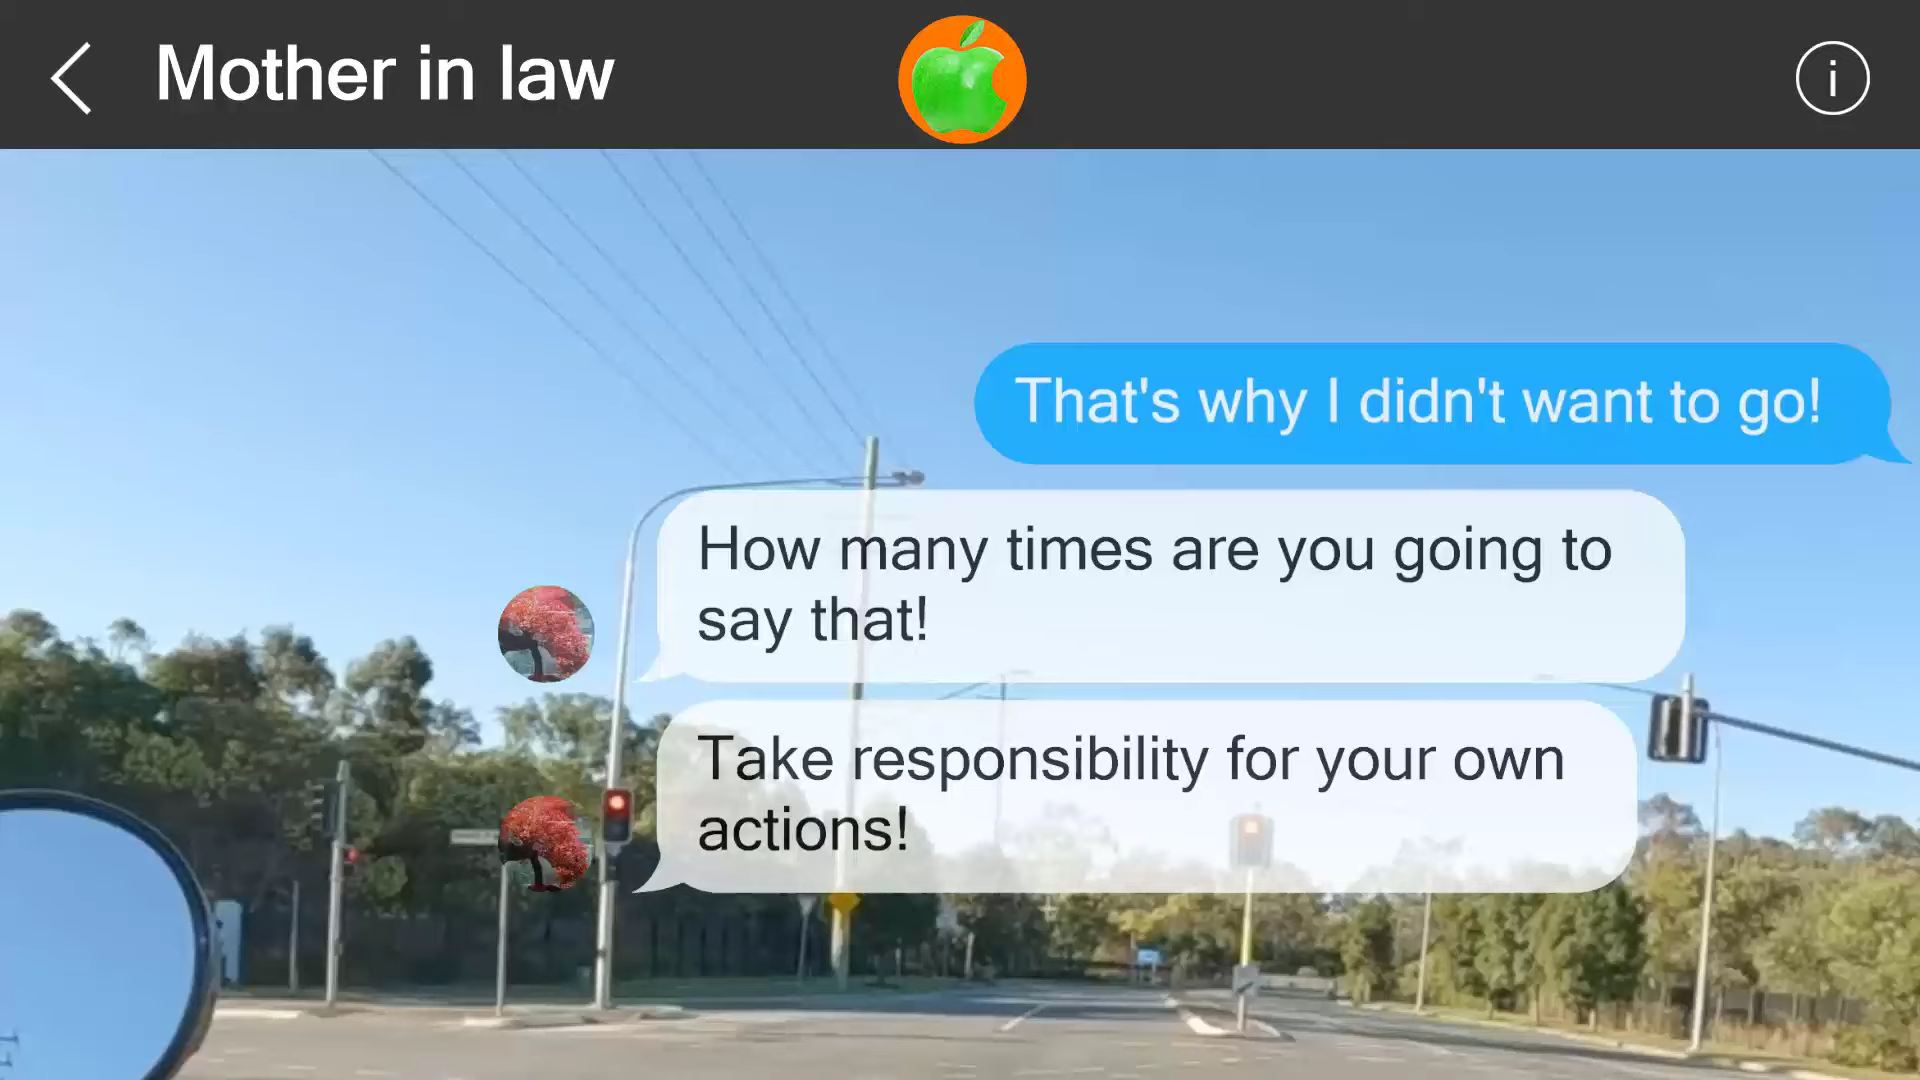 Mother in law
i
That's why I didn't want to go!
How many times are you going to
say that!
Take responsibility for your own
actions!